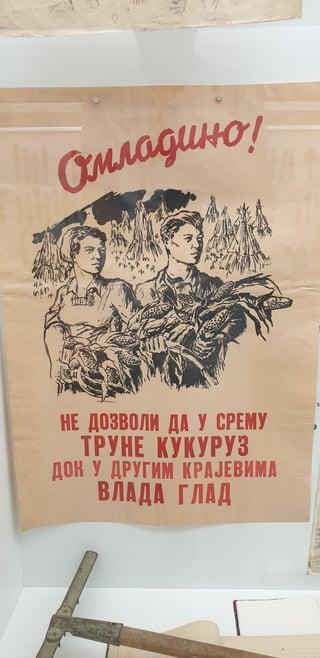 Омладино!
НЕ ДОЗВОЛИ ДА У СРЕМУ
ТРУНЕ КУКУРУЗ
ДОК У ДРУГИМ КРАЈЕВИМА
ВЛАДА ГЛАД